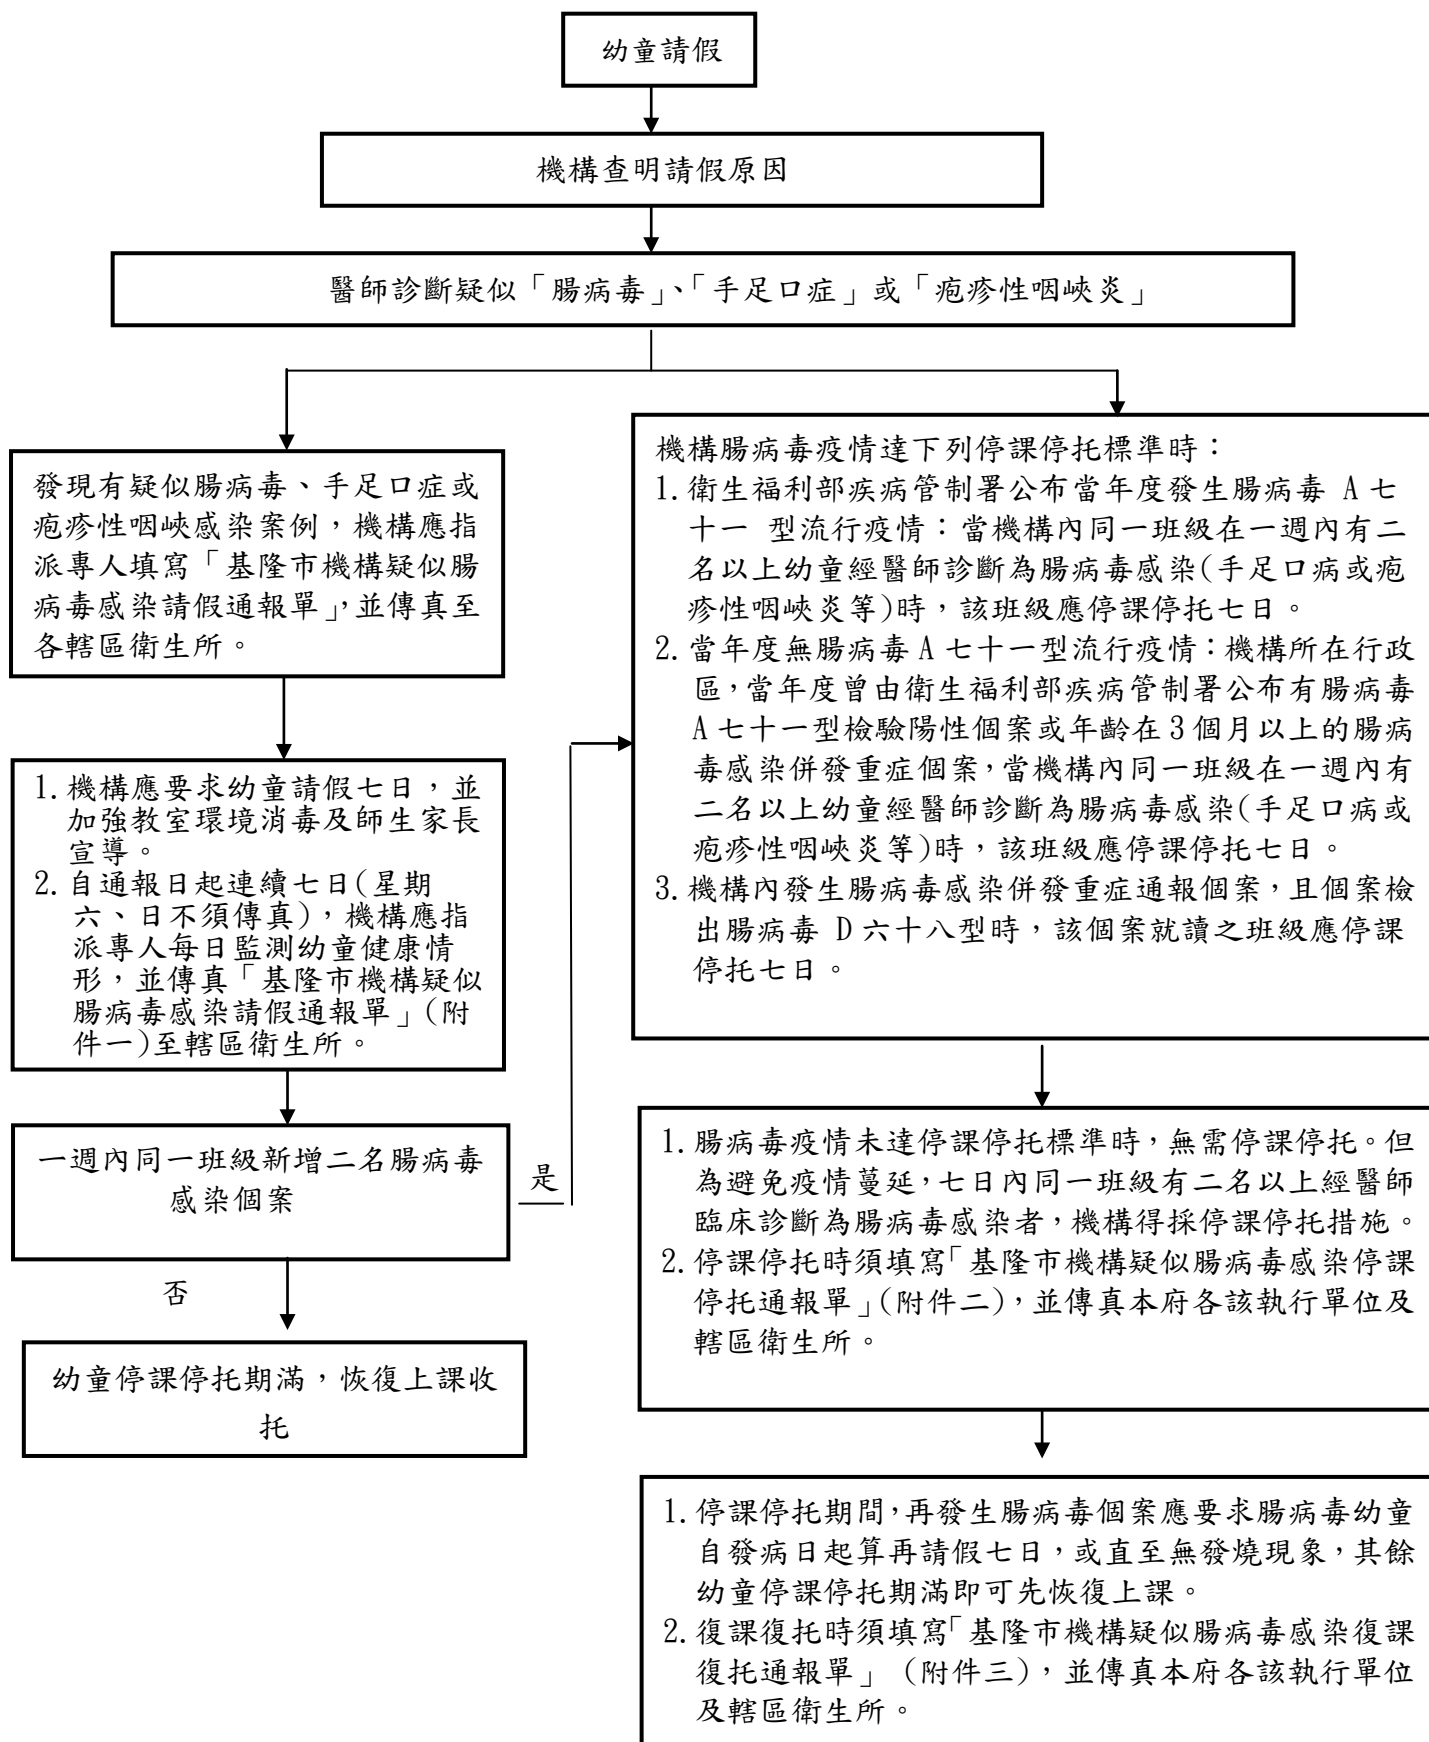 幼童請假
機構查明請假原因
醫師診斷疑似「腸病毒」、「手足口症」或「疱疹性咽峽炎」
發現有疑似腸病毒、手足口症或
疱疹性咽峽感染案例，機構應指
派專人填寫「基隆市機構疑似腸
病毒感染請假通報單」，並傳真至
各轄區衛生所。
1. 機構應要求幼童請假七日，並
加強教室環境消毒及師生家長
宣導。
2. 自通報日起連續七日(星期
六、日不須傳真)，機構應指
派專人每日監測幼童健康情
形，並傳真「基隆市機構疑似
腸病毒感染請假通報單」(附
件一)至轄區衛生所。
一週內同一班級新增二名腸病毒
感染個案
是
否
幼童停課停托期滿，恢復上課收
托
機構腸病毒疫情達下列停課停托標準時：
1. 衛生福利部疾病管制署公布當年度發生腸病毒 A 七
十一 型流行疫情：當機構內同一班級在一週內有二
名以上幼童經醫師診斷為腸病毒感染(手足口病或疱
疹性咽峽炎等)時，該班級應停課停托七日。
2. 當年度無腸病毒 A 七十一型流行疫情：機構所在行政
區，當年度曾由衛生福利部疾病管制署公布有腸病毒
A 七十一型檢驗陽性個案或年齡在 3 個月以上的腸病
毒感染併發重症個案，當機構內同一班級在一週內有
二名以上幼童經醫師診斷為腸病毒感染(手足口病或
疱疹性咽峽炎等)時，該班級應停課停托七日。
3. 機構內發生腸病毒感染併發重症通報個案，且個案檢
出腸病毒 D 六十八型時，該個案就讀之班級應停課
停托七日。
1. 腸病毒疫情未達停課停托標準時，無需停課停托。但
為避免疫情蔓延，七日內同一班級有二名以上經醫師
臨床診斷為腸病毒感染者，機構得採停課停托措施。
2. 停課停托時須填寫「基隆市機構疑似腸病毒感染停課
停托通報單」(附件二)，並傳真本府各該執行單位及
轄區衛生所。
1. 停課停托期間，再發生腸病毒個案應要求腸病毒幼童
自發病日起算再請假七日，或直至無發燒現象，其餘
幼童停課停托期滿即可先恢復上課。
2. 復課復托時須填寫「基隆市機構疑似腸病毒感染復課
復托通報單」 (附件三)，並傳真本府各該執行單位
及轄區衛生所。